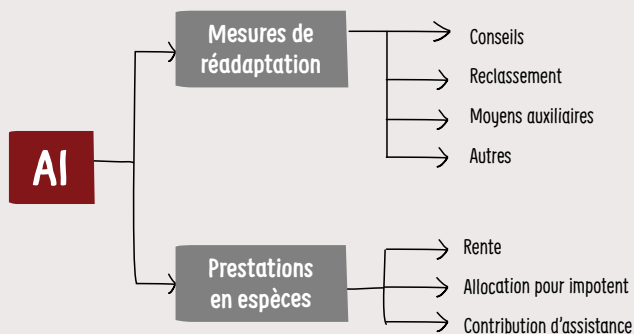 AI
Mesures de
réadaptation
Conseils
Reclassement
Moyens auxiliaires
Autres
Prestations
en espèces
Rente
Allocation pour impotent
Contribution d'assistance